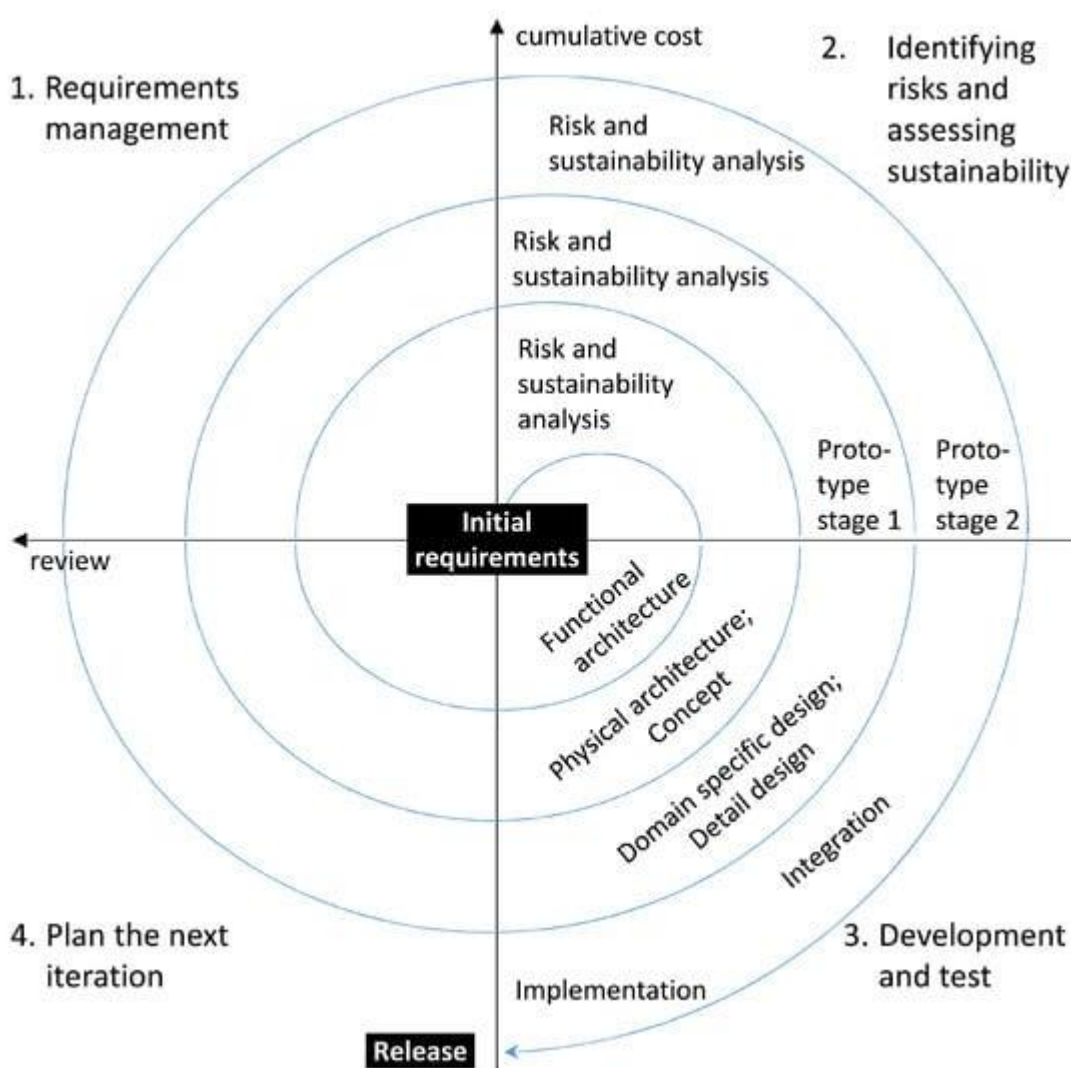 cumulative cost
1. Requirements
management
2. Identifying
risks and
assessing
sustainability
Risk and
sustainability analysis
Risk and
sustainability analysis
Risk and
sustainability
analysis
Proto-
type
stage 1
Proto-
type
stage 2
Initial
requirements
review
Functional
architecture
Physical architecture;
Concept
Domain specific design;
Detail design
Integration
4. Plan the next
iteration
3. Development
and test
Implementation
Release